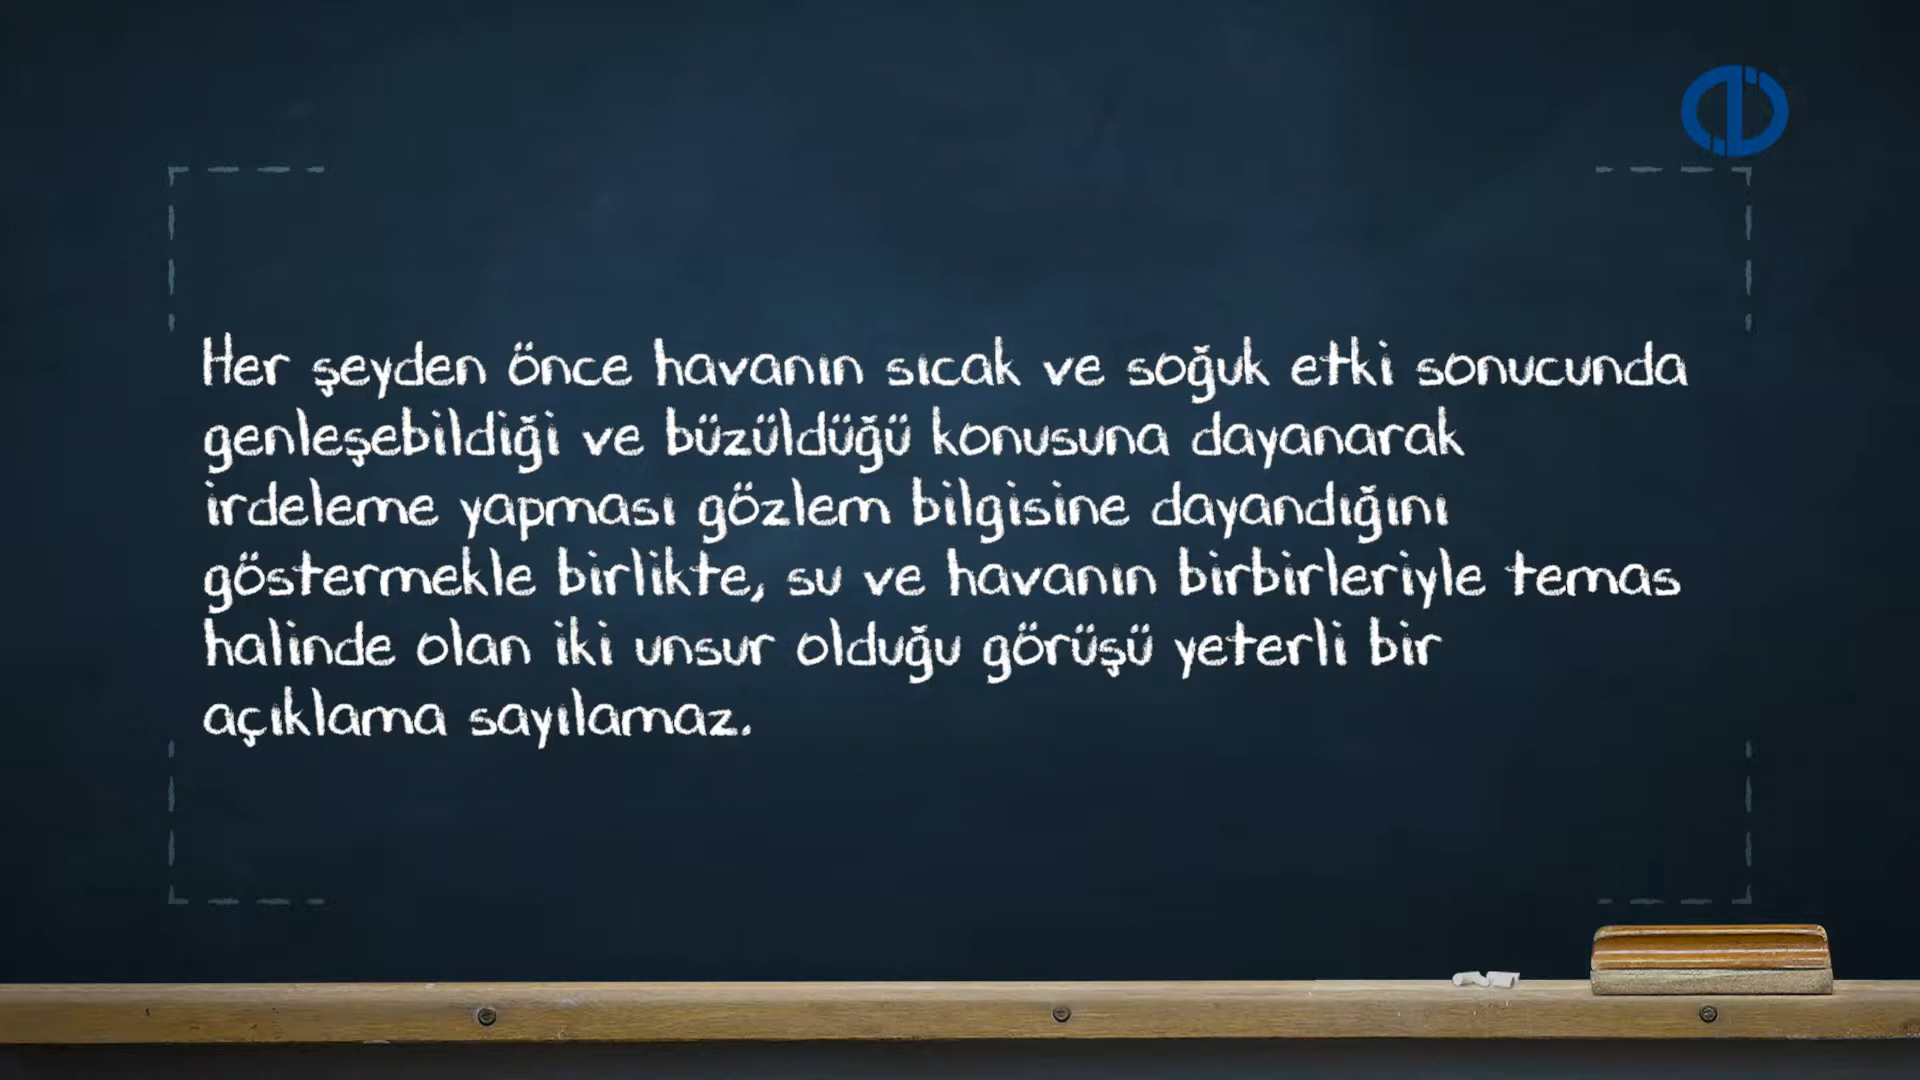 Her şeyden önce havanın sıcak ve soğuk etki sonucunda
genleşebildiği ve büzüldüğü konusuna dayanarak
irdeleme yapması gözlem bilgisine dayandığını
göstermekle birlikte, su ve havanın birbirleriyle temas
halinde olan iki unsur olduğu görüşü yeterli bir
açıklama sayılamaz.